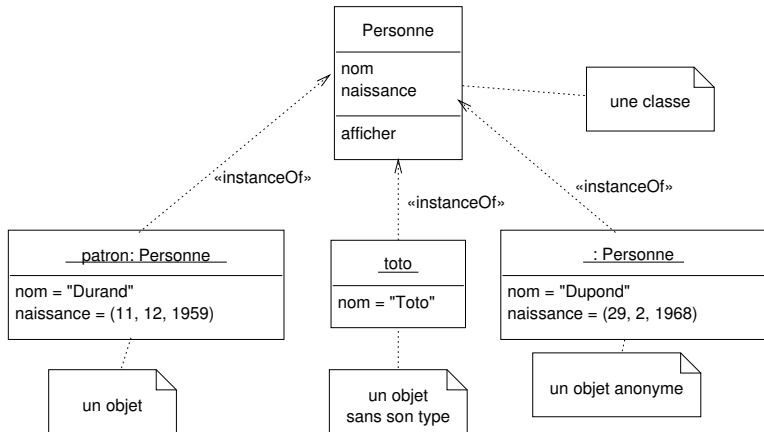 Personne
nom
naissance
afficher
une classe
«instanceOf»
«instanceOf»
«instanceOf»
patron: Personne
nom = "Durand"
naissance = (11, 12, 1959)
toto
nom = "Toto"
: Personne
nom = "Dupond"
naissance = (29, 2, 1968)
un objet
un objet
sans son type
un objet anonyme